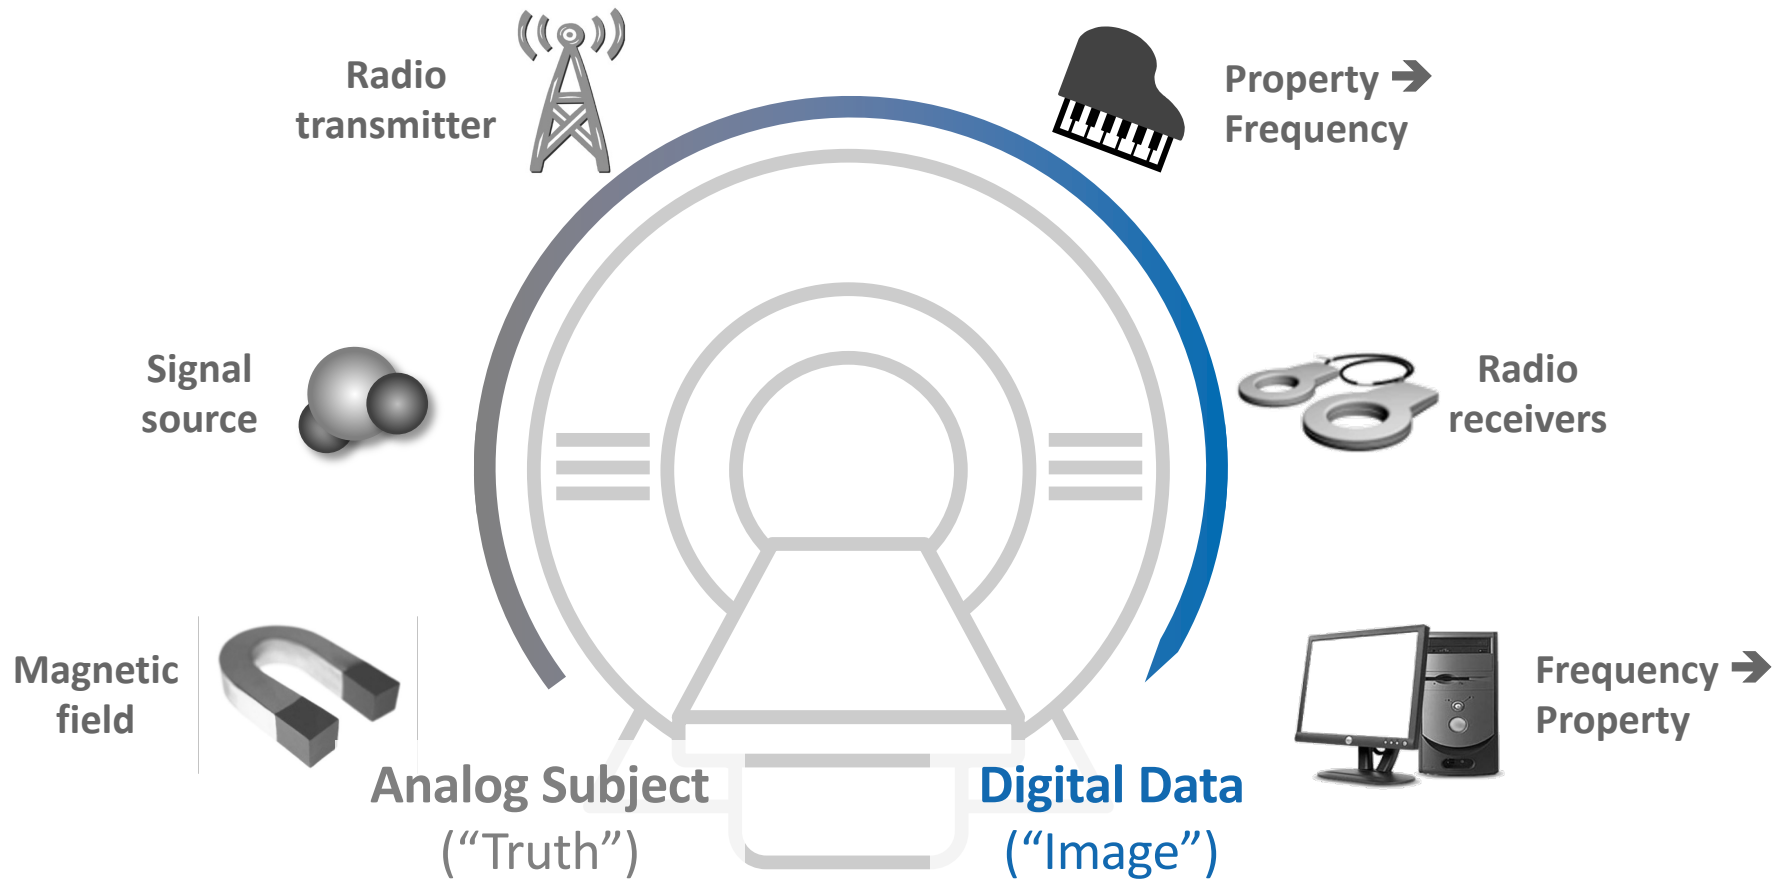 Radio
transmitter
Property ➔
Frequency
Signal
source
Radio
receivers
Magnetic
field
Frequency ➔
Property
Analog Subject
(“Truth”)
Digital Data
(“Image”)